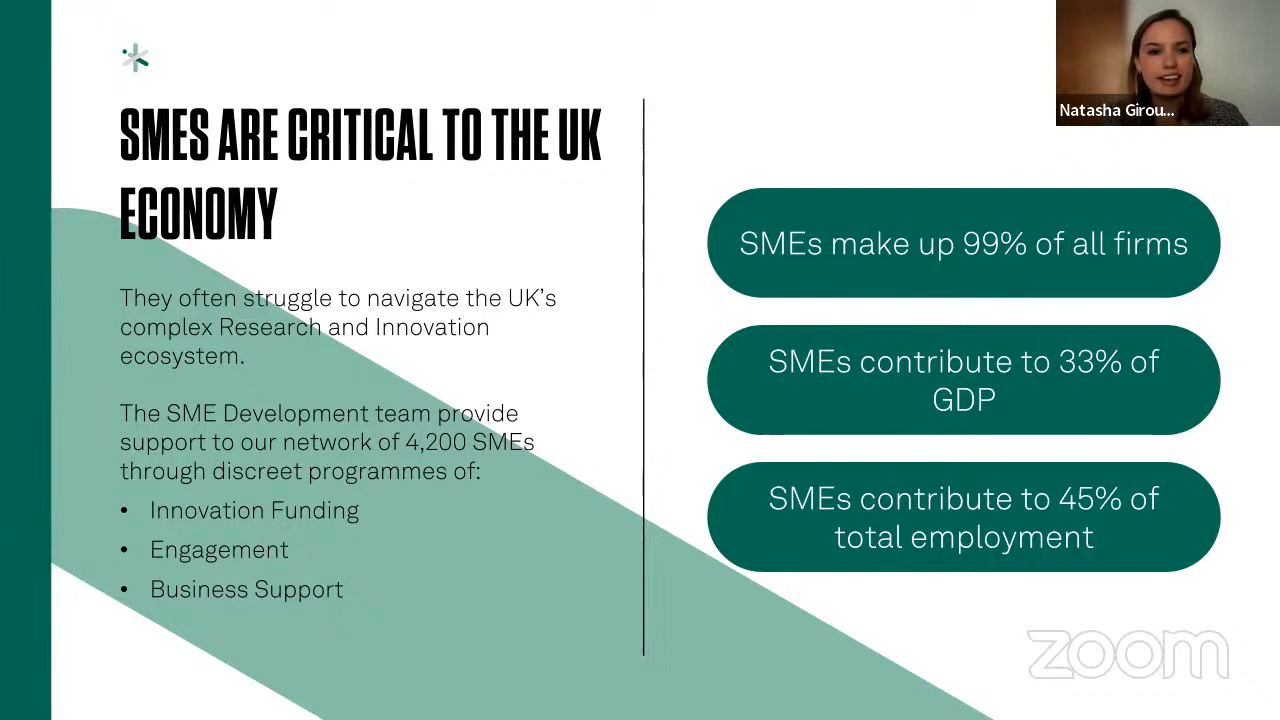 SMES ARE CRITICAL TO THE UK
ECONOMY
They often struggle to navigate the UK's
complex Research and Innovation
ecosystem.
The SME Development team provide
support to our network of 4,200 SMEs
through discreet programmes of:
• Innovation Funding
• Engagement
• Business Support
SMEs make up 99% of all firms
SMEs contribute to 33% of
GDP
SMEs contribute to 45% of
total employment
Natasha Girou...
zoom